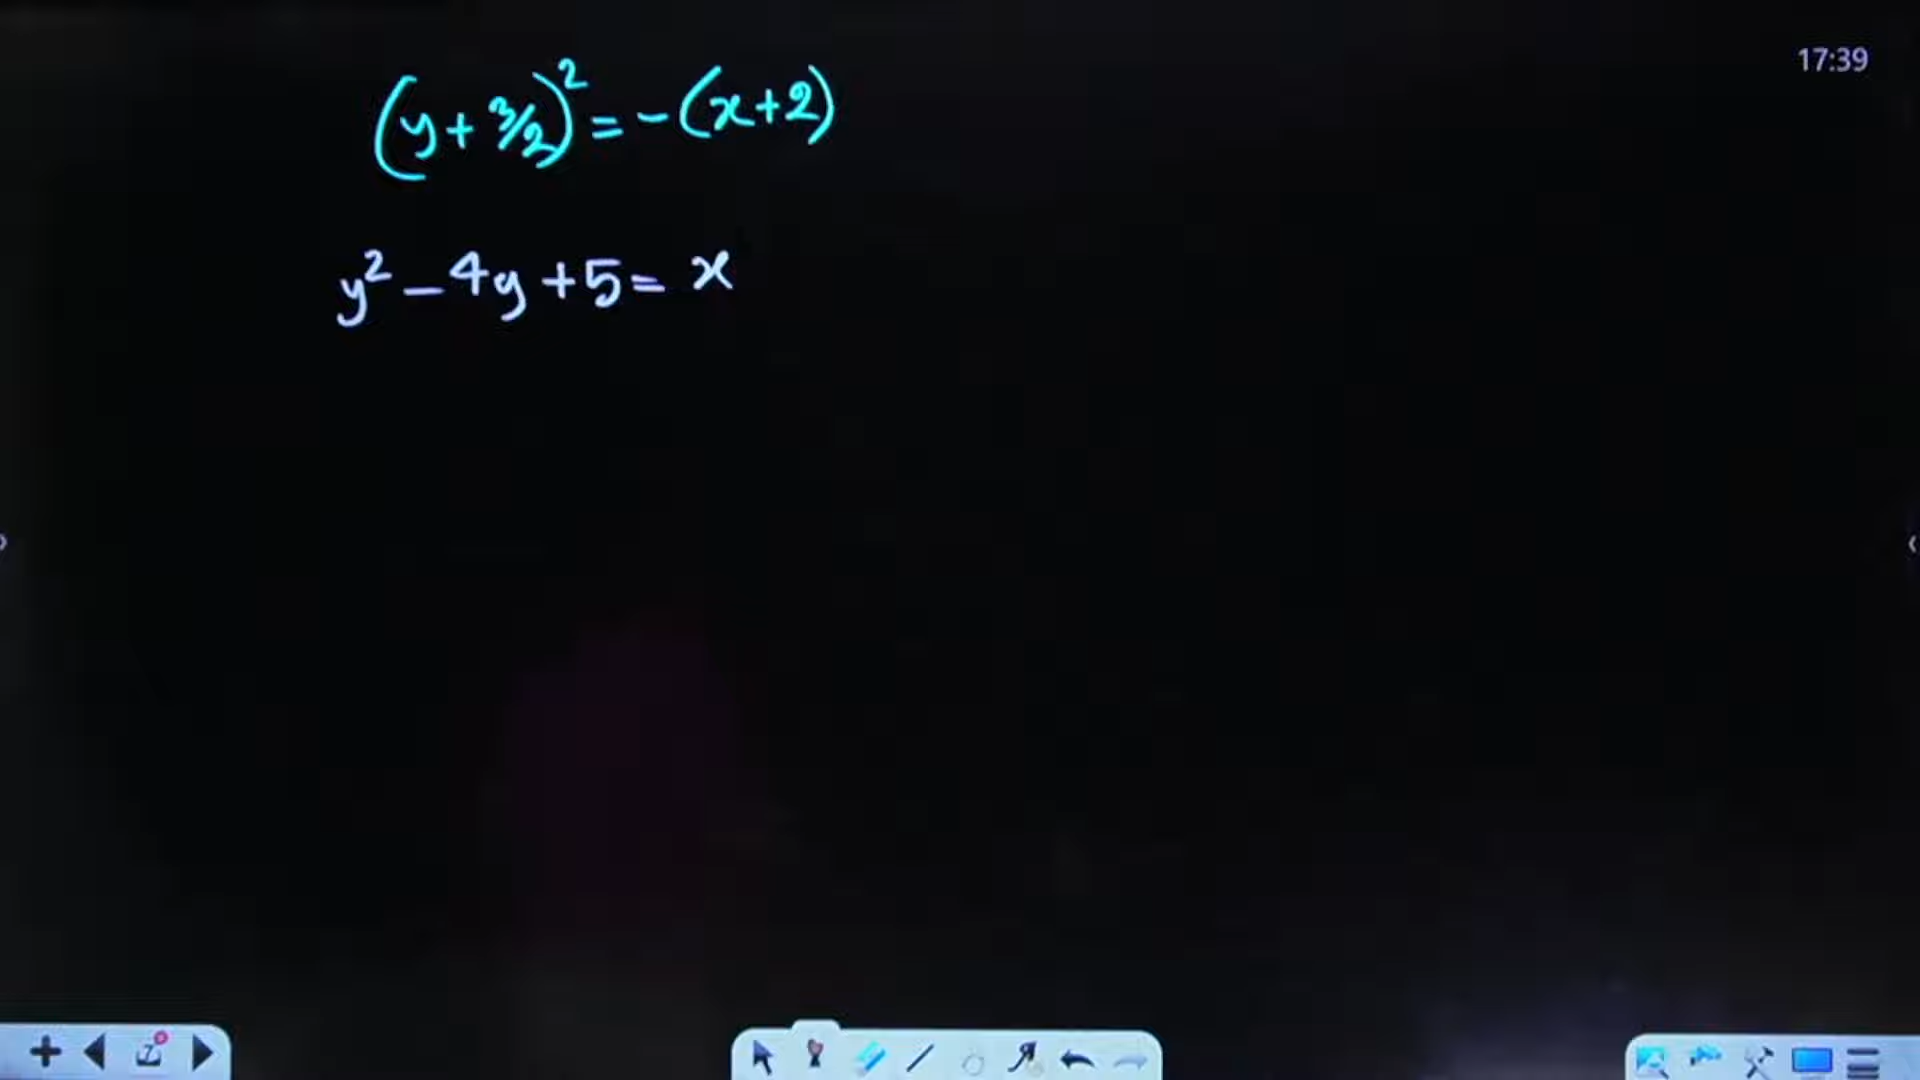 17:39
(y + 3/2)² = -(x+2)
y² - 4y + 5 = x